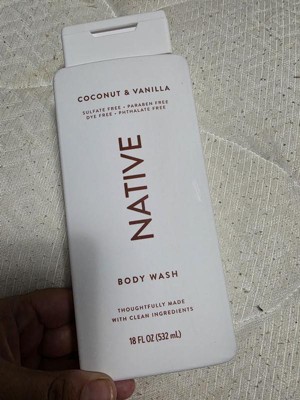 COCONUT & VANILLA
SULFATE FREE • PARABEN FREE
DYE FREE • PHTHALATE FREE
NATIVE
BODY WASH
THOUGHTFULLY MADE
WITH CLEAN INGREDIENTS
18 FL OZ (532 mL)